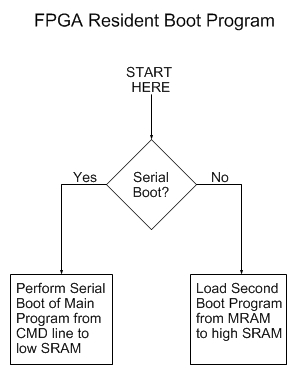 FPGA Resident Boot Program
START
HERE
Serial
Boot?
Yes
No
Perform Serial
Boot of Main
Program from
CMD line to
low SRAM
Load Second
Boot Program
from MRAM
to high SRAM